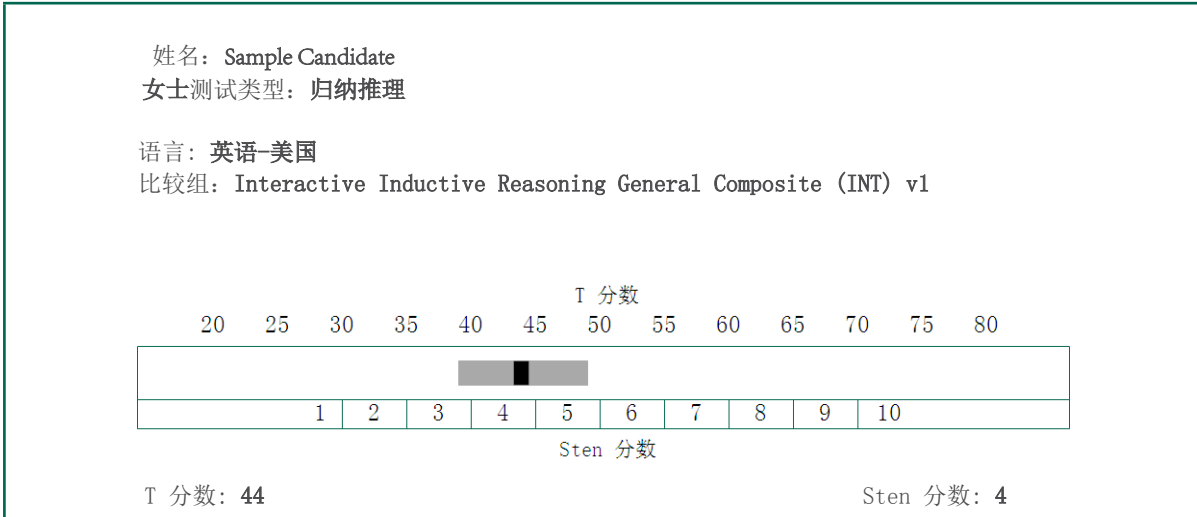 姓名: Sample Candidate
女士测试类型: 归纳推理
语言: 英语-美国
比较组: Interactive Inductive Reasoning General Composite (INT) v1
T 分数
20 25 30 35 40 45 50 55 60 65 70 75 80
1 2 3 4 5 6 7 8 9 10
Sten 分数
T 分数: 44 Sten 分数: 4